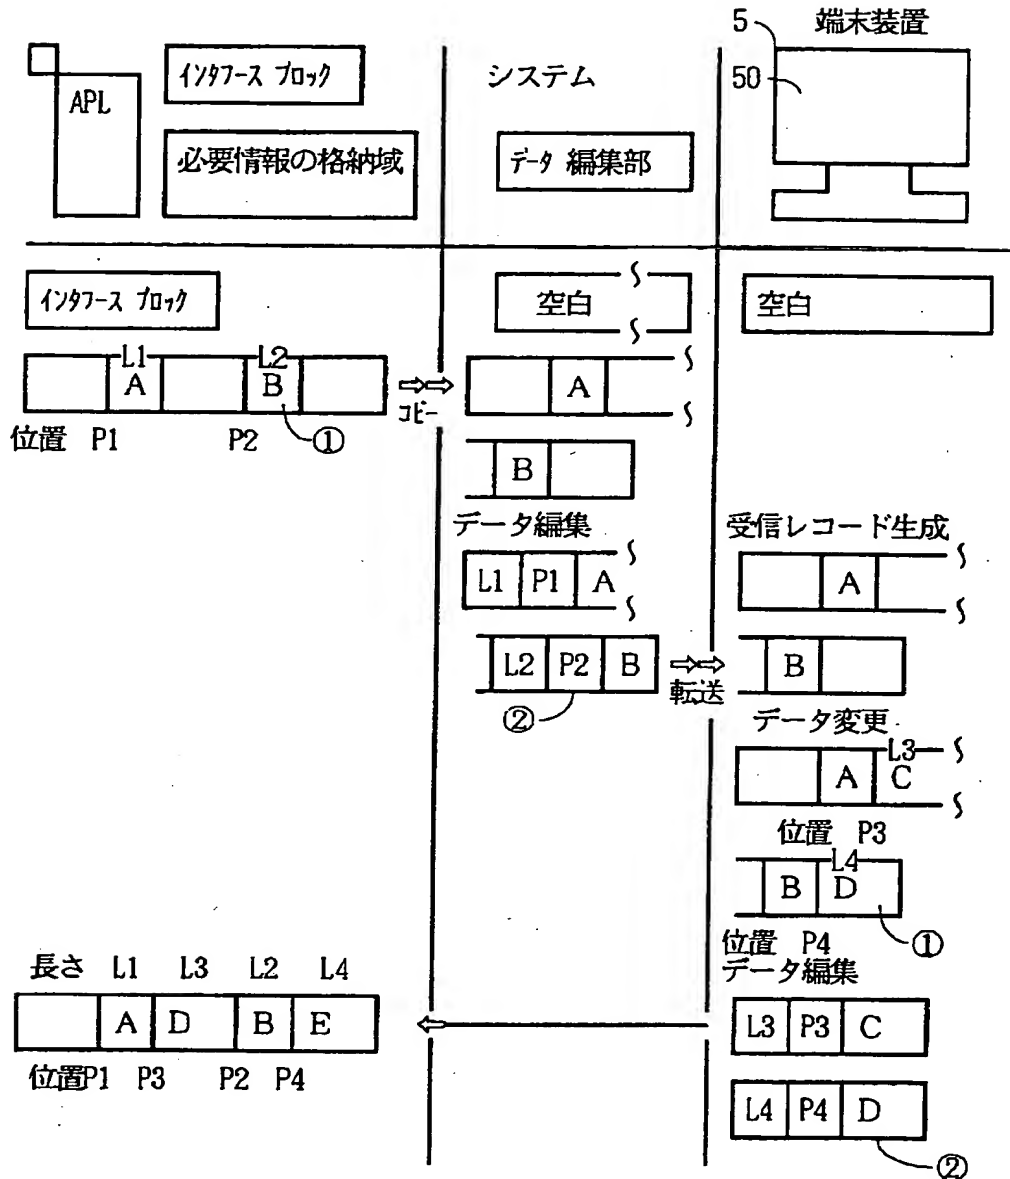 5 端末装置
50
APL
インタフース ブロック
必要情報の格納域
システム
データ 編集部
インタフース ブロック
空白
空白
L1 L2
A B
位置 P1 P2 ①
コピー
A
B
データ編集
L1 P1 A
L2 P2 B
②
転送
受信レコード生成
A
B
データ変更
L3
A C
位置 P3
L4
B D
①
位置 P4
データ編集
L3 P3 C
L4 P4 D
②
長さ L1 L3 L2 L4
A D B E
位置P1 P3 P2 P4